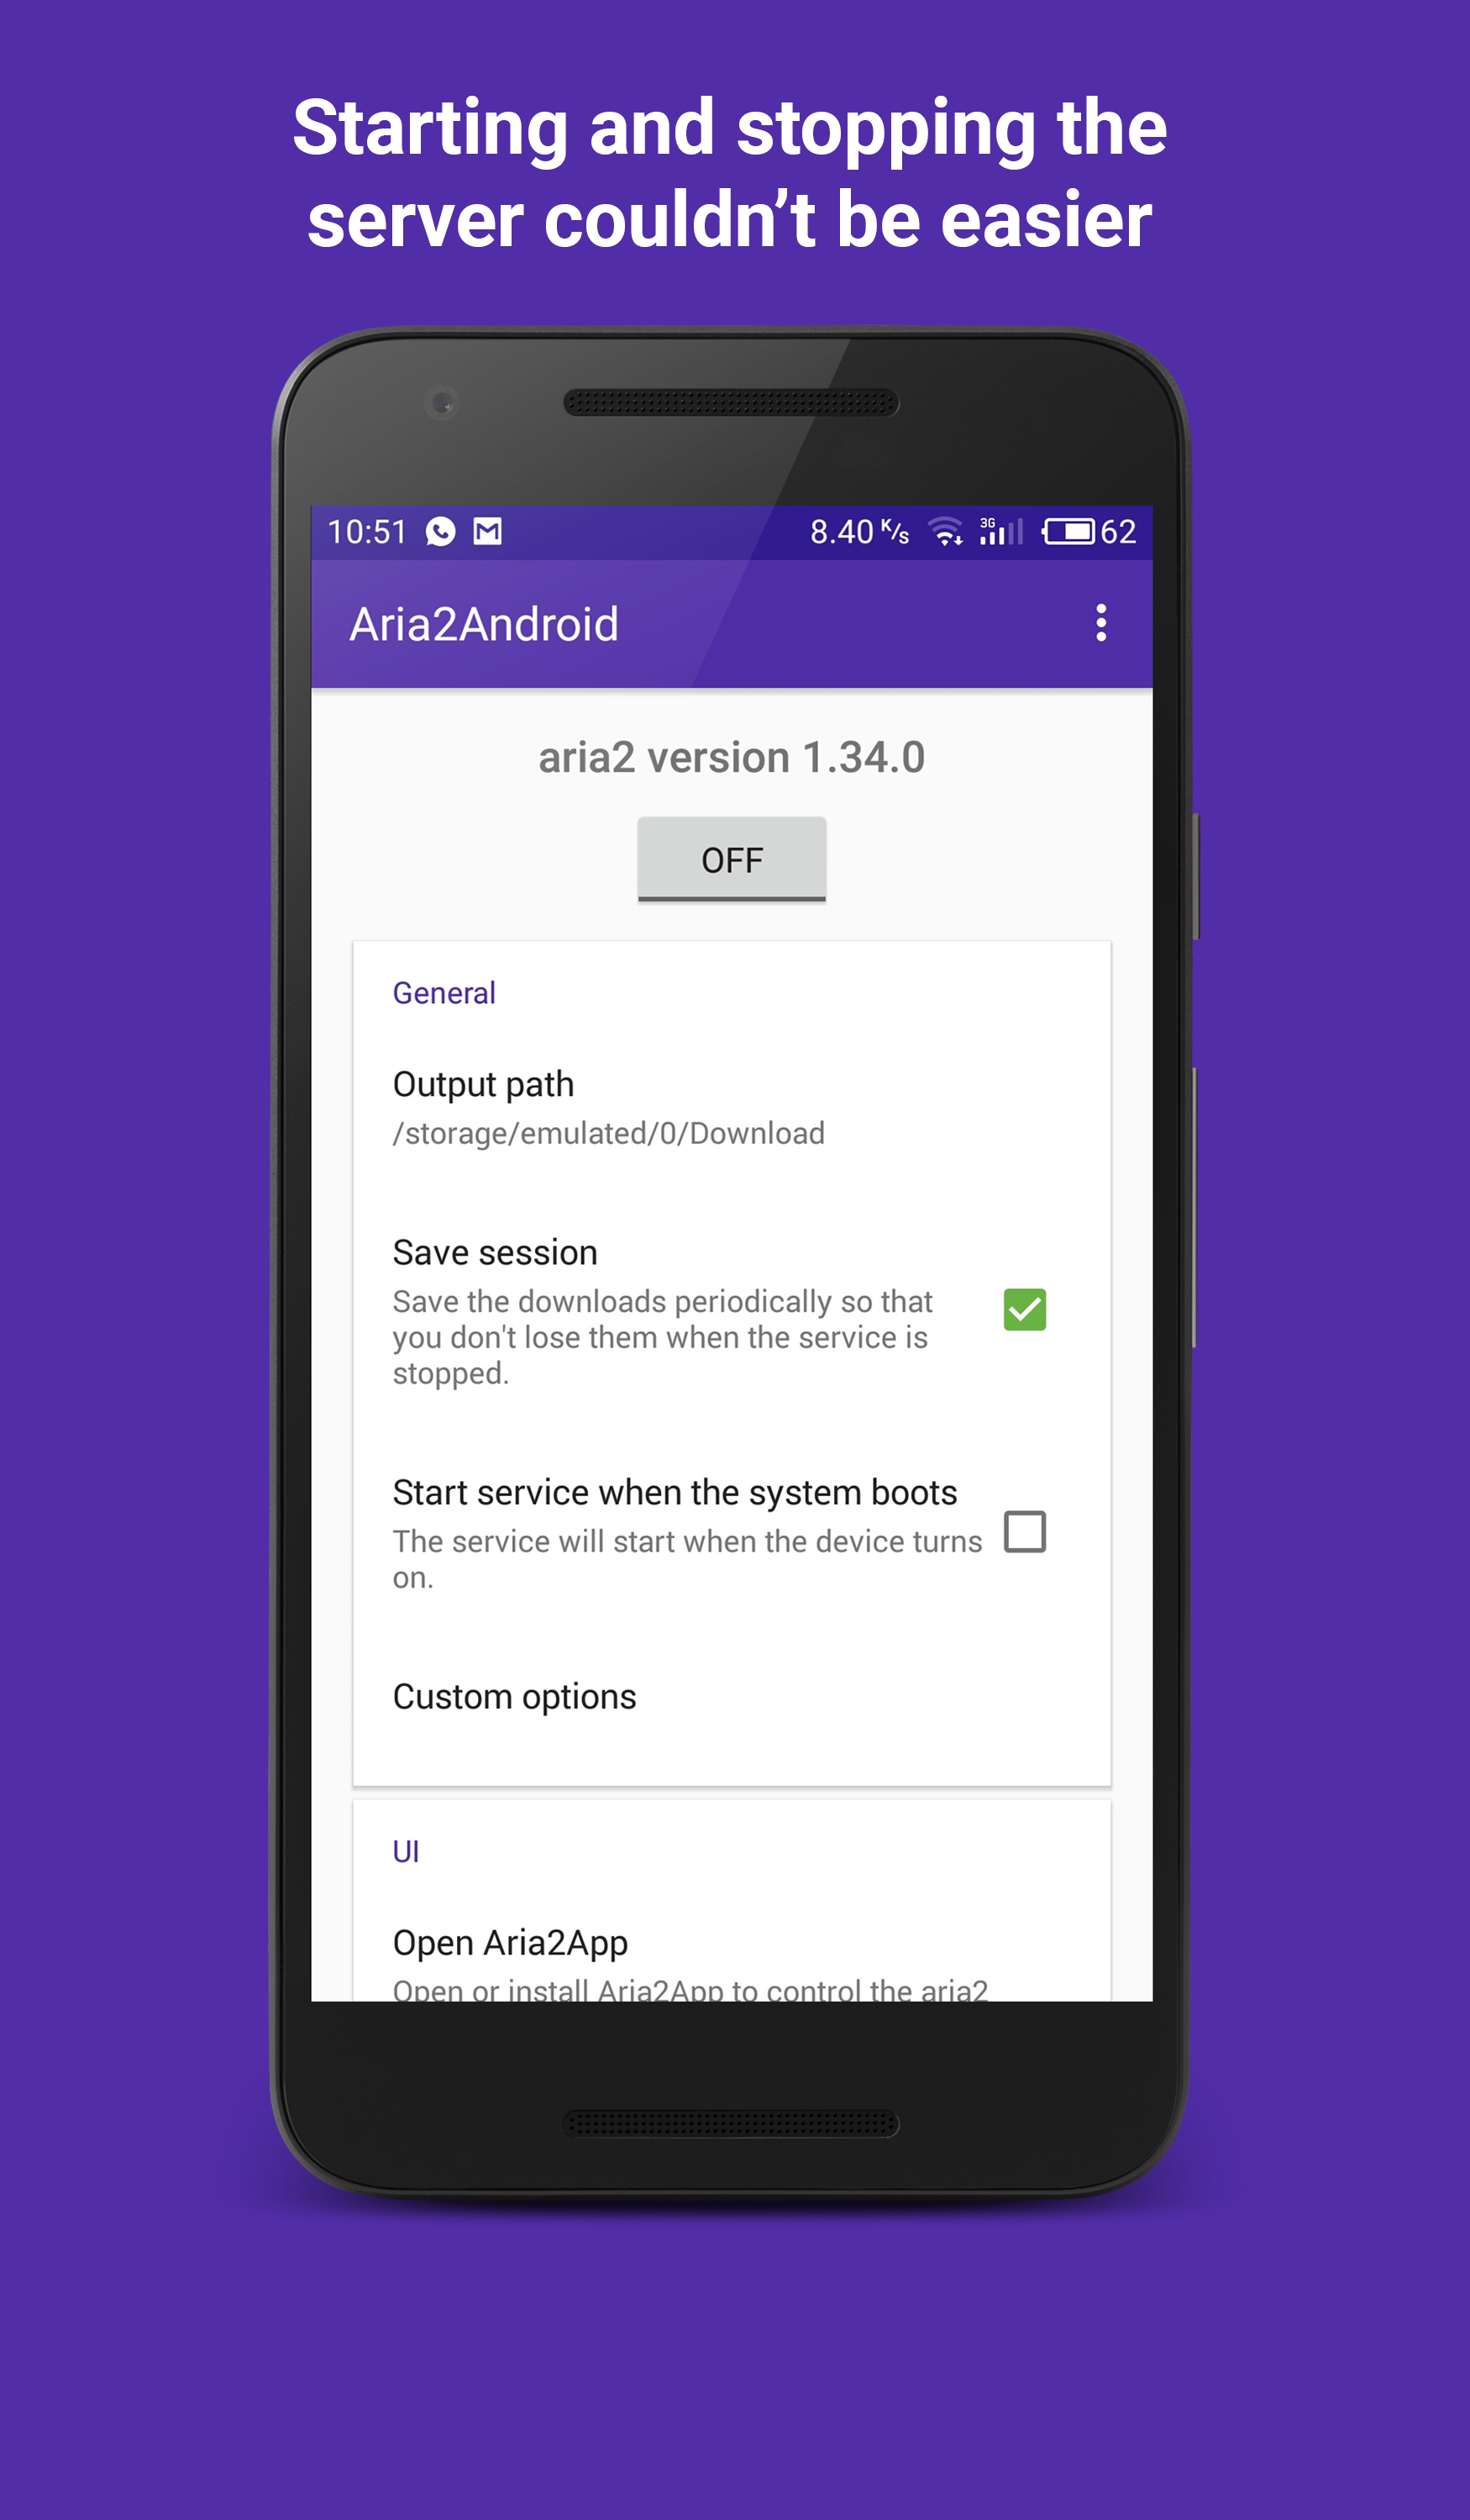 Starting and stopping the
server couldn’t be easier
10:51 8.40 K/s 3G 62
Aria2Android
aria2 version 1.34.0
OFF
General
Output path
/storage/emulated/0/Download
Save session
Save the downloads periodically so that
you don't lose them when the service is
stopped.
Start service when the system boots
The service will start when the device turns
on.
Custom options
UI
Open Aria2App
Open or install Aria2App to control the aria2